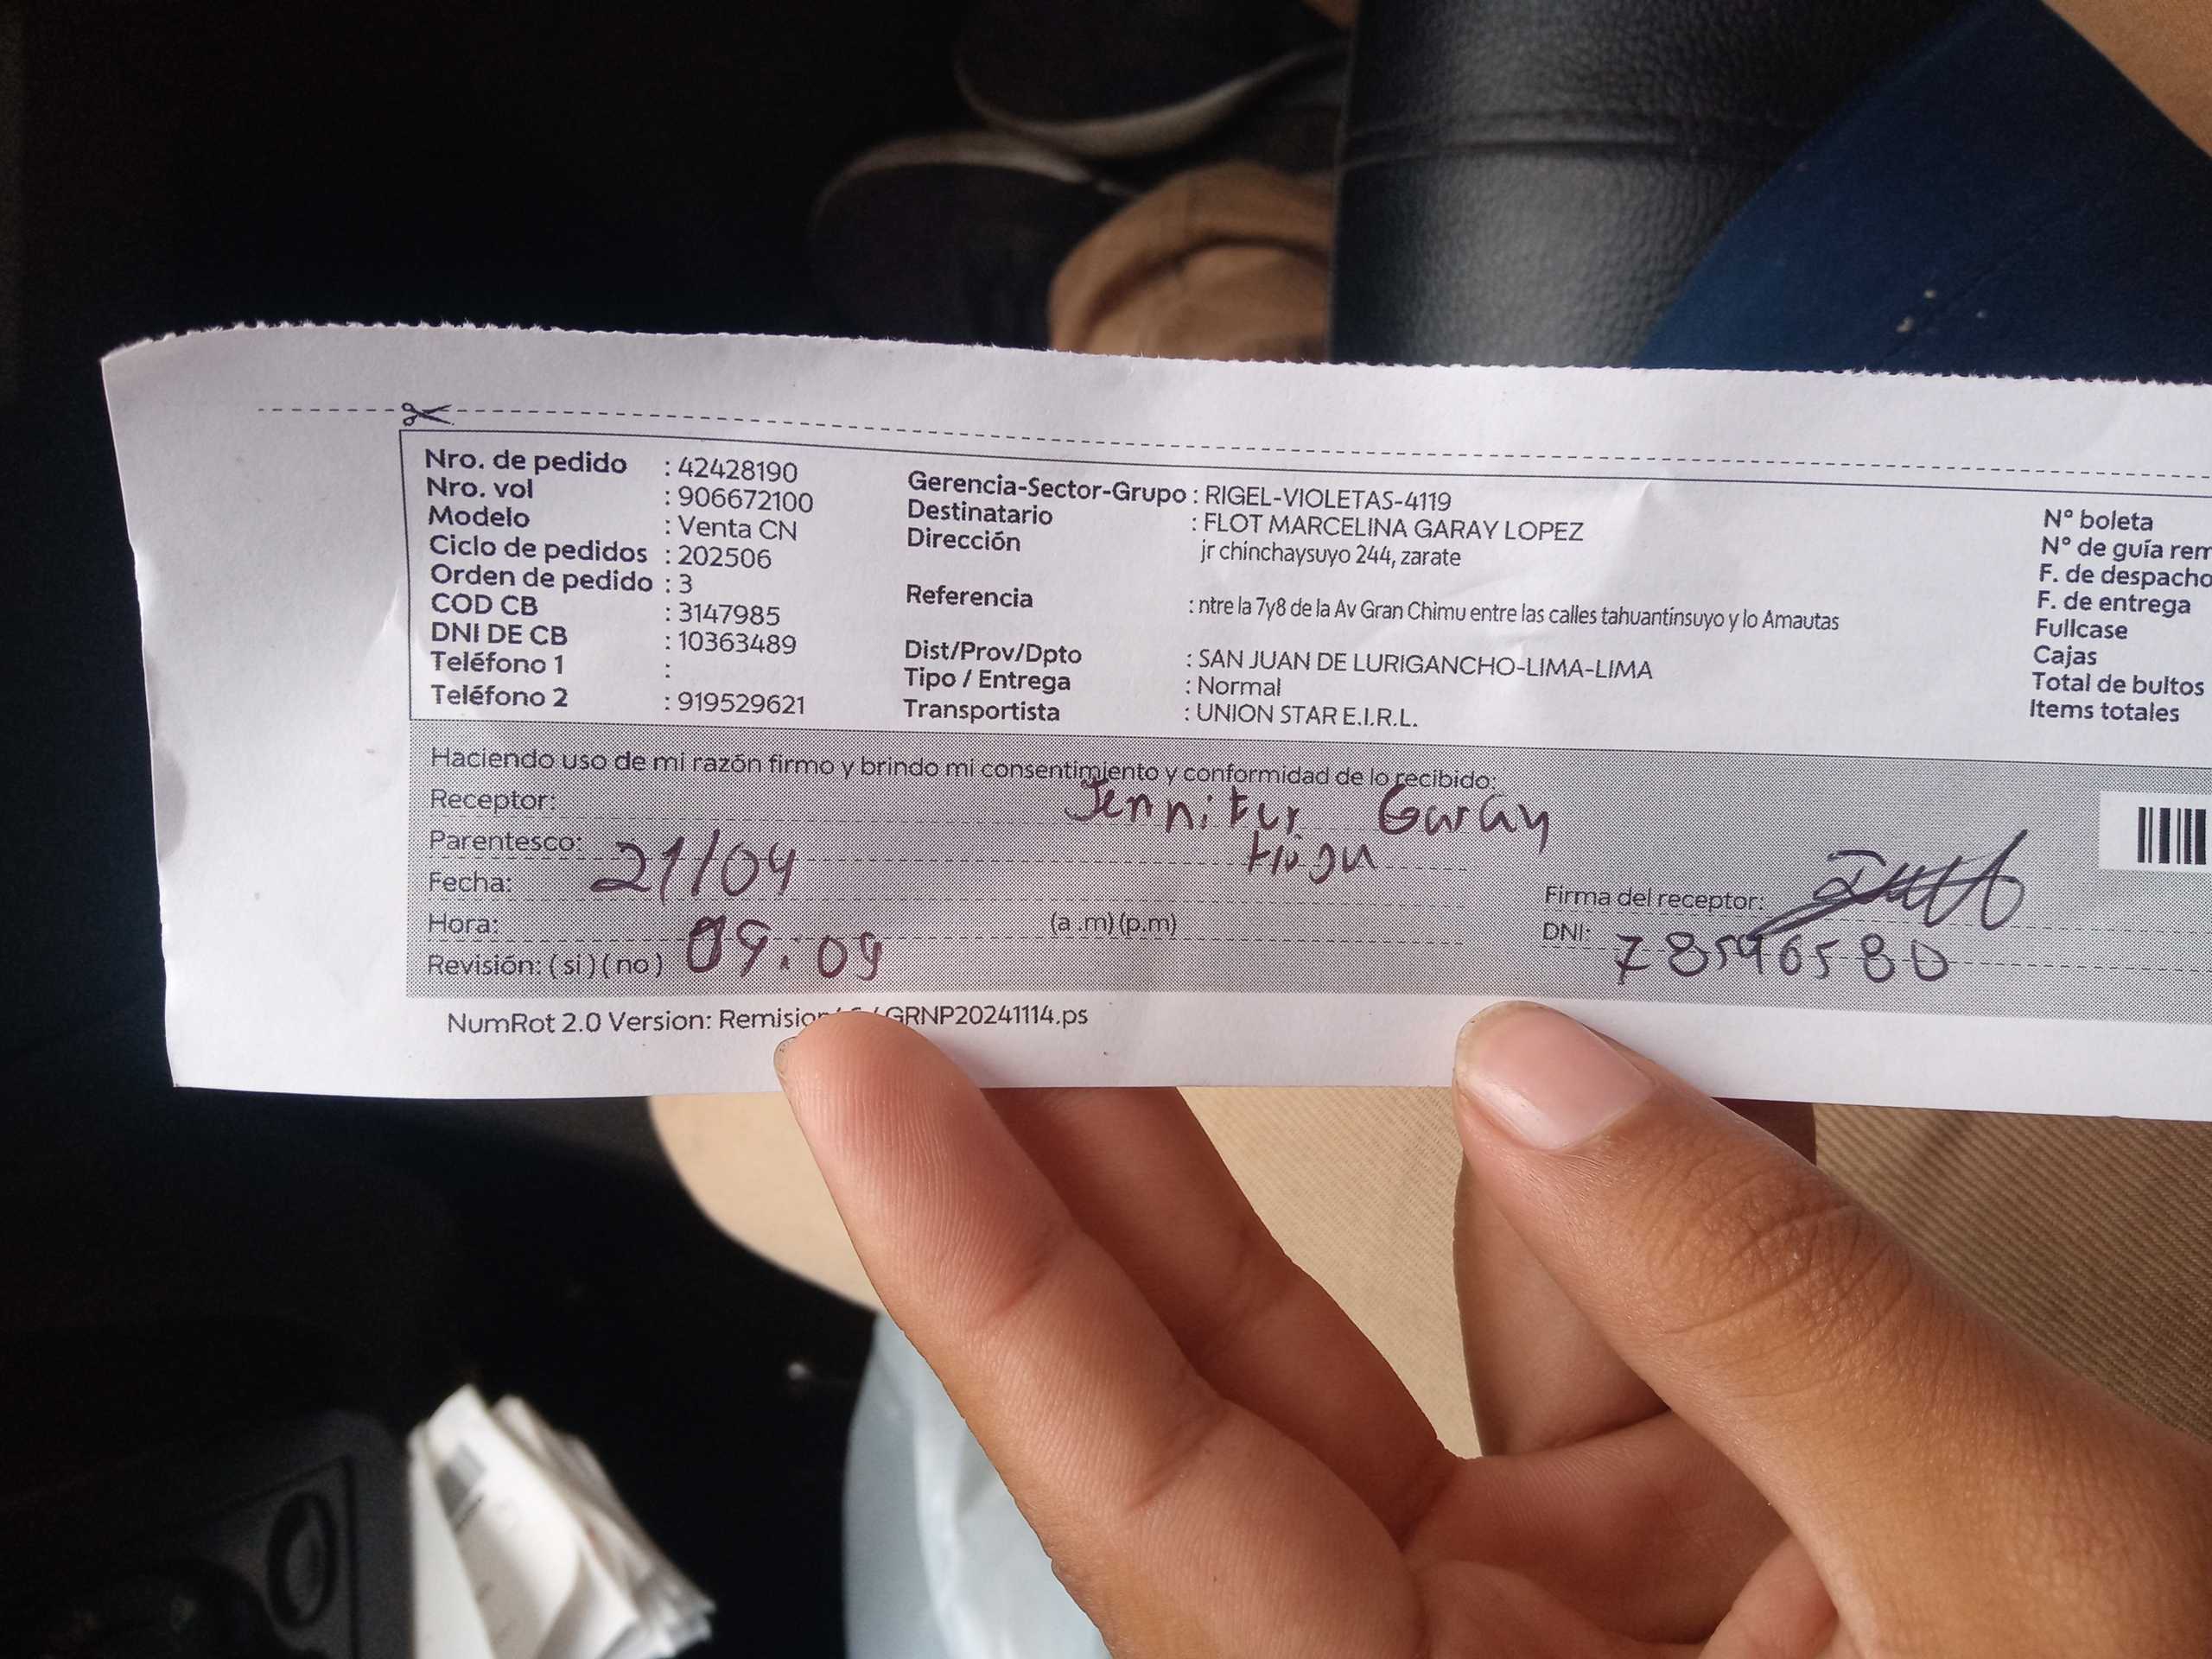 Nro. de pedido : 42428190
Nro. vol : 906672100
Modelo : Venta CN
Ciclo de pedidos : 202506
Orden de pedido : 3
COD CB : 3147985
DNI DE CB : 10363489
Teléfono 1 :
Teléfono 2 : 919529621
Gerencia-Sector-Grupo : RIGEL-VIOLETAS-4119
Destinatario : FLOT MARCELINA GARAY LOPEZ
Dirección jr chinchaysuyo 244, zarate
Referencia : ntre la 7y8 de la Av Gran Chimu entre las calles tahuantinsuyo y lo Amautas
Dist/Prov/Dpto : SAN JUAN DE LURIGANCHO-LIMA-LIMA
Tipo / Entrega : Normal
Transportista : UNION STAR E.I.R.L.
N° boleta
N° de guía rem
F. de despacho
F. de entrega
Fullcase
Cajas
Total de bultos
Items totales
Haciendo uso de mi razón firmo y brindo mi consentimiento y conformidad de lo recibido:
Receptor: Jennifer Garay
Parentesco:
Fecha: 21/04
Hora: 09:09 (a .m) (p.m)
Revisión: ( si ) ( no )
Firma del receptor:
DNI:
NumRot 2.0 Version: GRNP20241114.ps